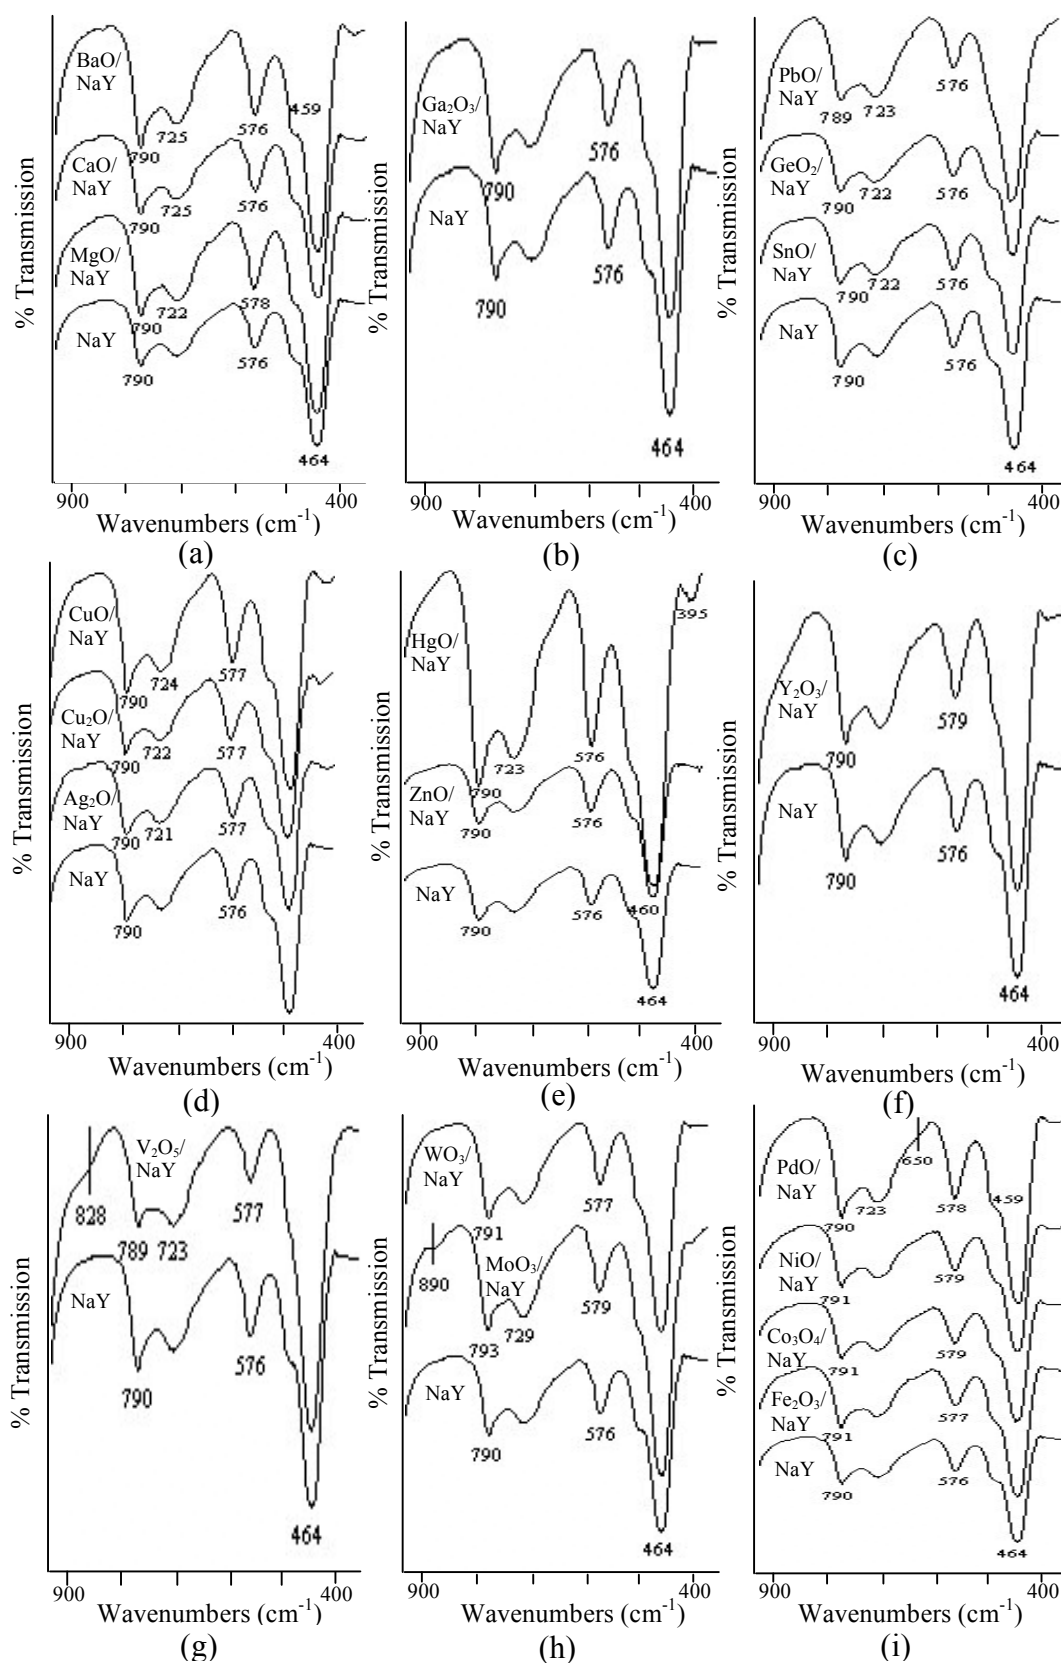 % Transmission
BaO/
NaY
459
725
576
790
CaO/
NaY
725
576
790
MgO/
NaY
722
578
790
NaY
576
790
464
900
400
Wavenumbers (cm-1)
(a)
% Transmission
Ga2O3/
NaY
576
790
NaY
576
790
464
900
400
Wavenumbers (cm-1)
(b)
% Transmission
PbO/
NaY
576
789
723
GeO2/
NaY
576
722
790
SnO/
NaY
576
722
790
NaY
576
790
464
900
400
Wavenumbers (cm-1)
(c)
% Transmission
CuO/
NaY
577
724
790
Cu2O/
NaY
722
577
790
Ag2O/
NaY
721
577
790
NaY
576
790
900
400
Wavenumbers (cm-1)
(d)
% Transmission
395
HgO/
NaY
723
576
790
ZnO/
NaY
576
790
NaY
576
460
790
464
900
400
Wavenumbers (cm-1)
(e)
% Transmission
Y2O3/
NaY
579
790
NaY
576
790
464
900
400
Wavenumbers (cm-1)
(f)
% Transmission
V2O5/
NaY
828
577
789
723
NaY
576
790
464
900
400
Wavenumbers (cm-1)
(g)
% Transmission
WO3/
NaY
577
791
890
MoO3/
NaY
579
729
793
NaY
576
790
464
900
400
Wavenumbers (cm-1)
(h)
% Transmission
PdO/
NaY
650
459
723
578
790
NiO/
NaY
579
791
Co3O4/
NaY
579
791
Fe2O3/
NaY
577
791
NaY
576
790
464
900
400
Wavenumbers (cm-1)
(i)